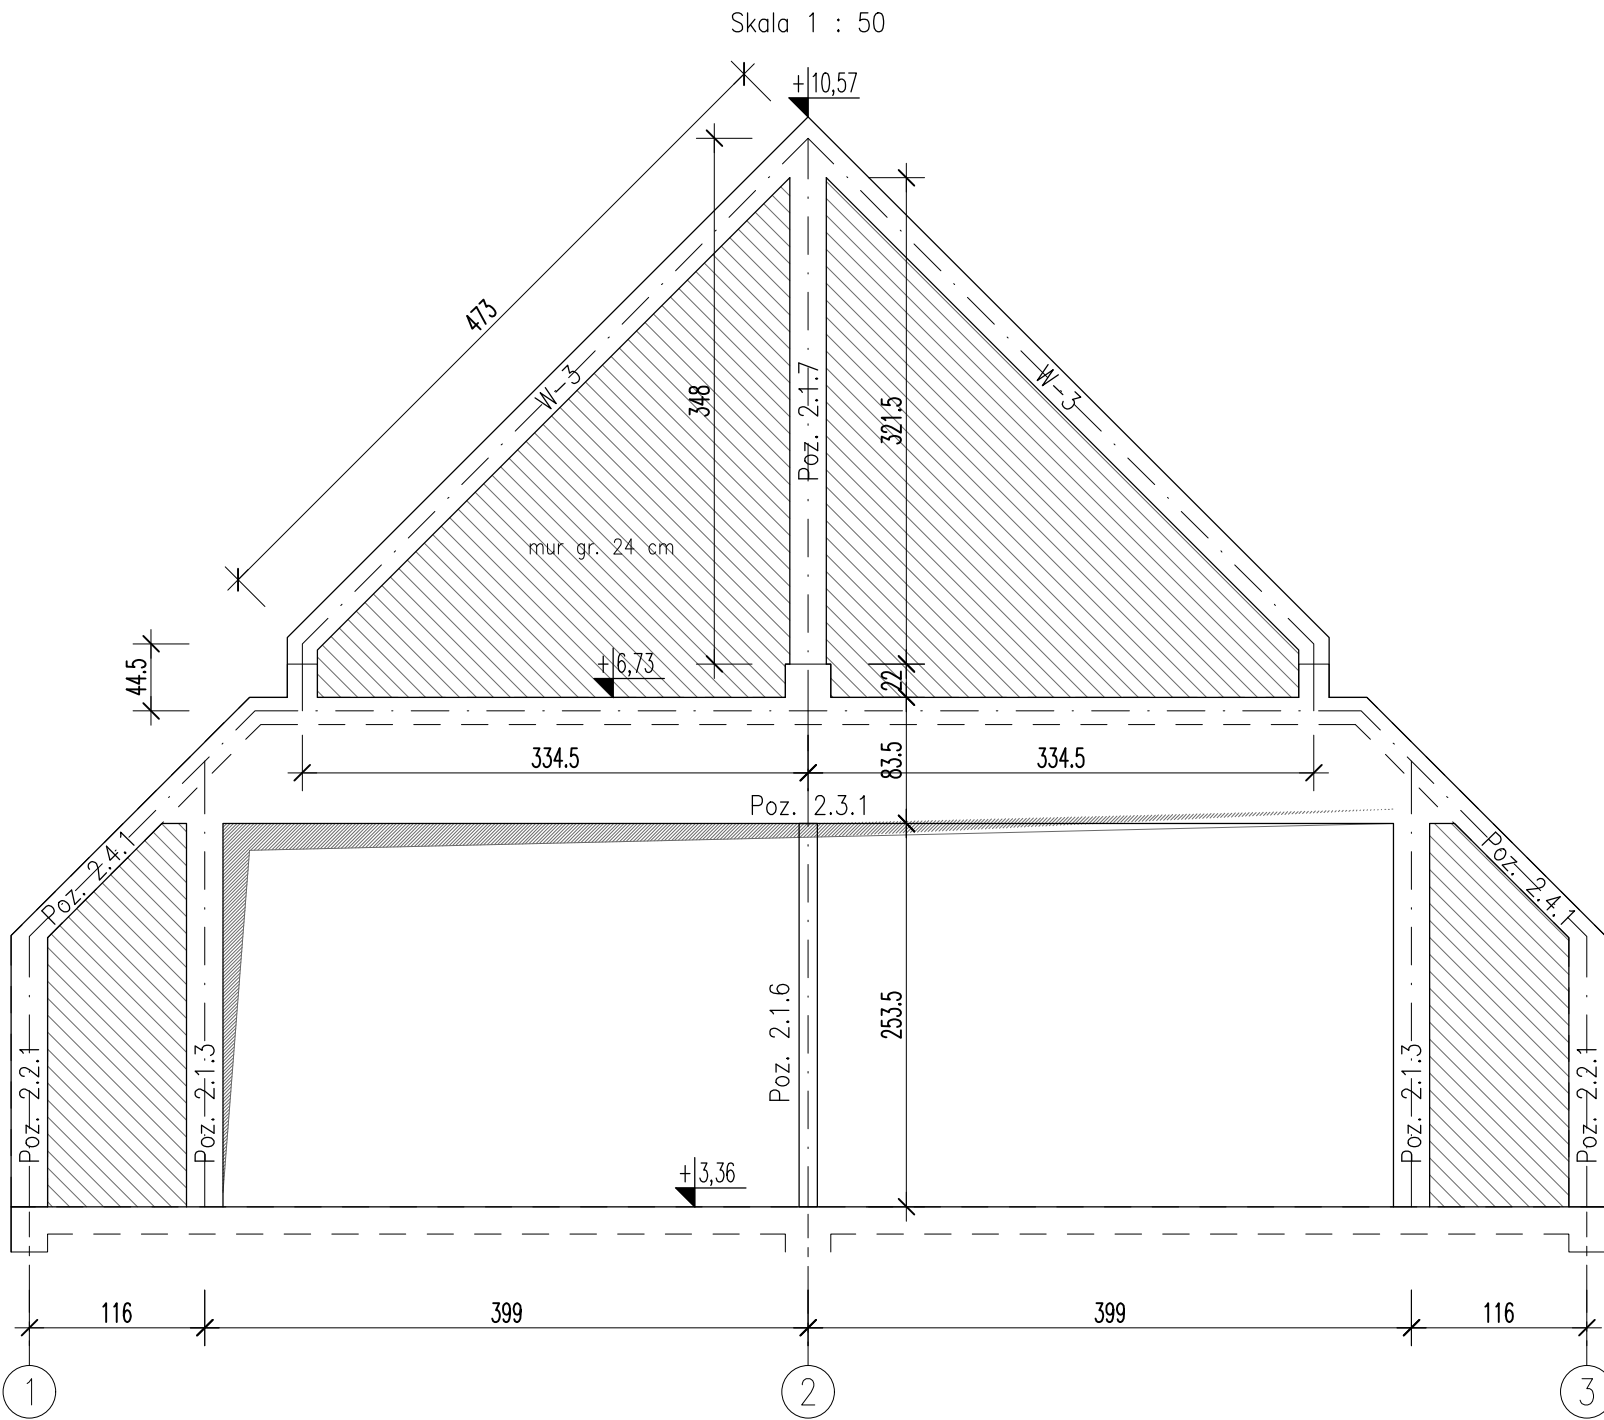 Skala 1 : 50
+10,57
473
W-3
W-3
348
Poz. 2.1.7
321.5
mur gr. 24 cm
+6,73
44.5
22
334.5
334.5
83.5
Poz. 2.3.1
Poz. 2.4.1
Poz. 2.4.1
Poz. 2.2.1
Poz. 2.1.3
Poz. 2.1.6
253.5
Poz. 2.1.3
Poz. 2.2.1
+3,36
116
399
399
116
1
2
3